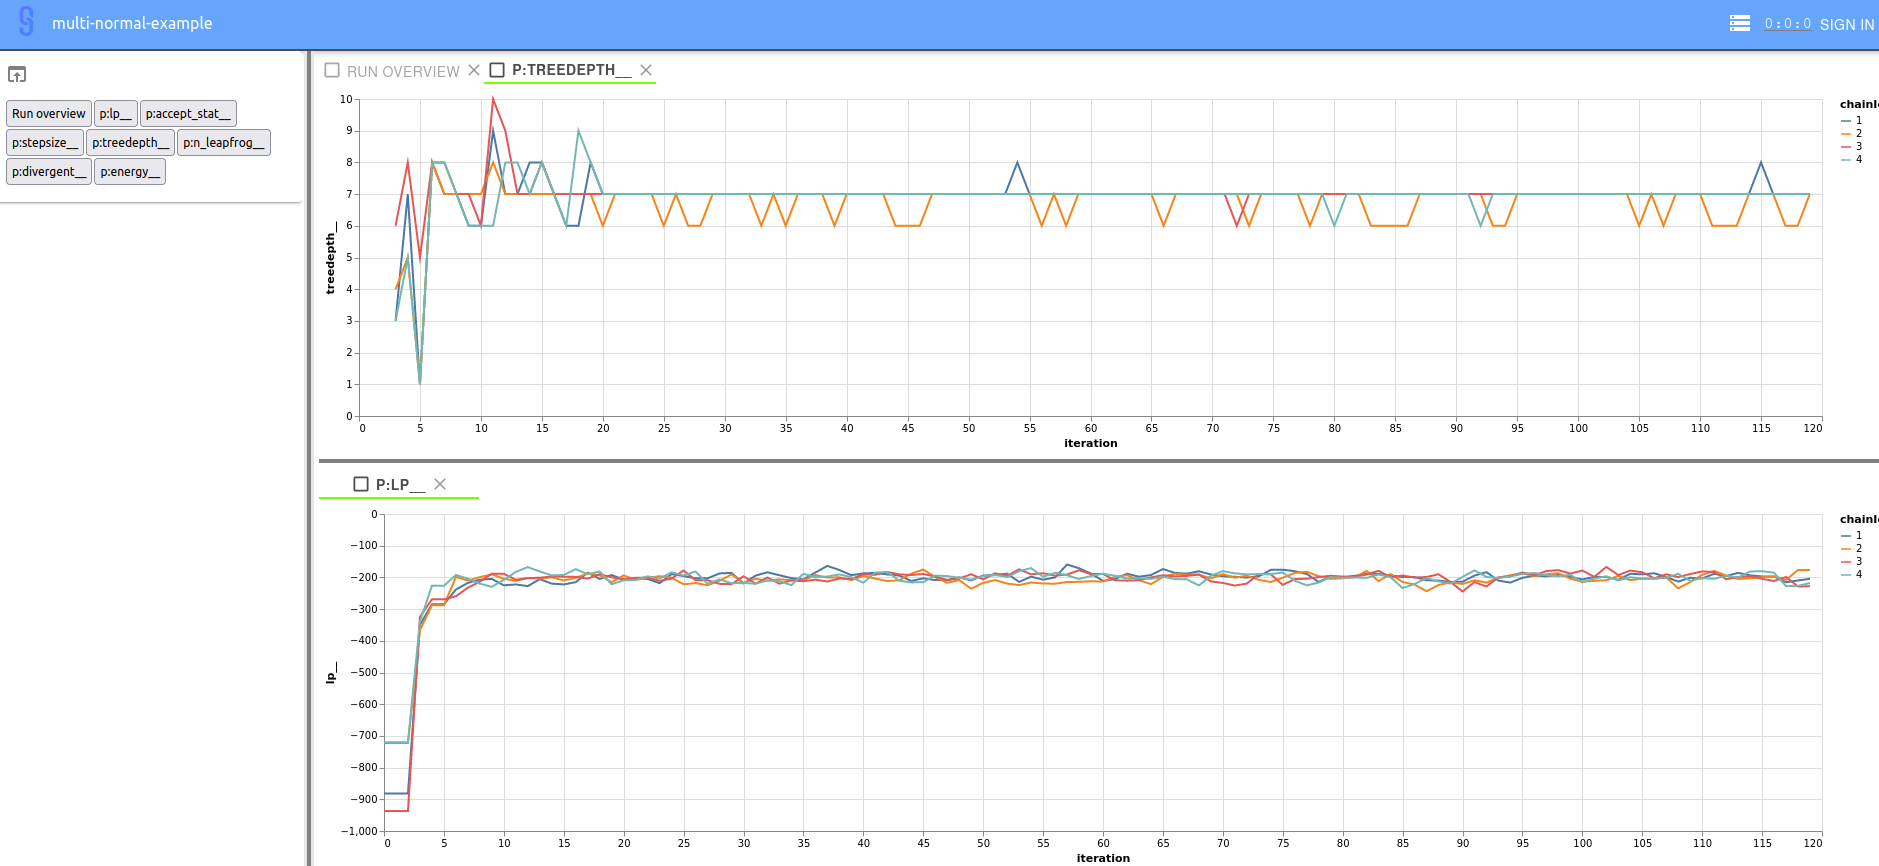 multi-normal-example
0:0:0 SIGN IN
Run overview p:lp__ p:accept_stat__
p:stepsize__ p:treedepth__ p:n_leapfrog__
p:divergent__ p:energy__
RUN OVERVIEW P:TREEDEPTH__
10
9
8
7
6
5
4
3
2
1
0
treedepth__
0 5 10 15 20 25 30 35 40 45 50 55 60 65 70 75 80 85 90 95 100 105 110 115 120
iteration
chainI
1
2
3
4
P:LP__
0
−100
−200
−300
−400
−500
−600
−700
−800
−900
−1,000
lp__
0 5 10 15 20 25 30 35 40 45 50 55 60 65 70 75 80 85 90 95 100 105 110 115 120
iteration
chainI
1
2
3
4